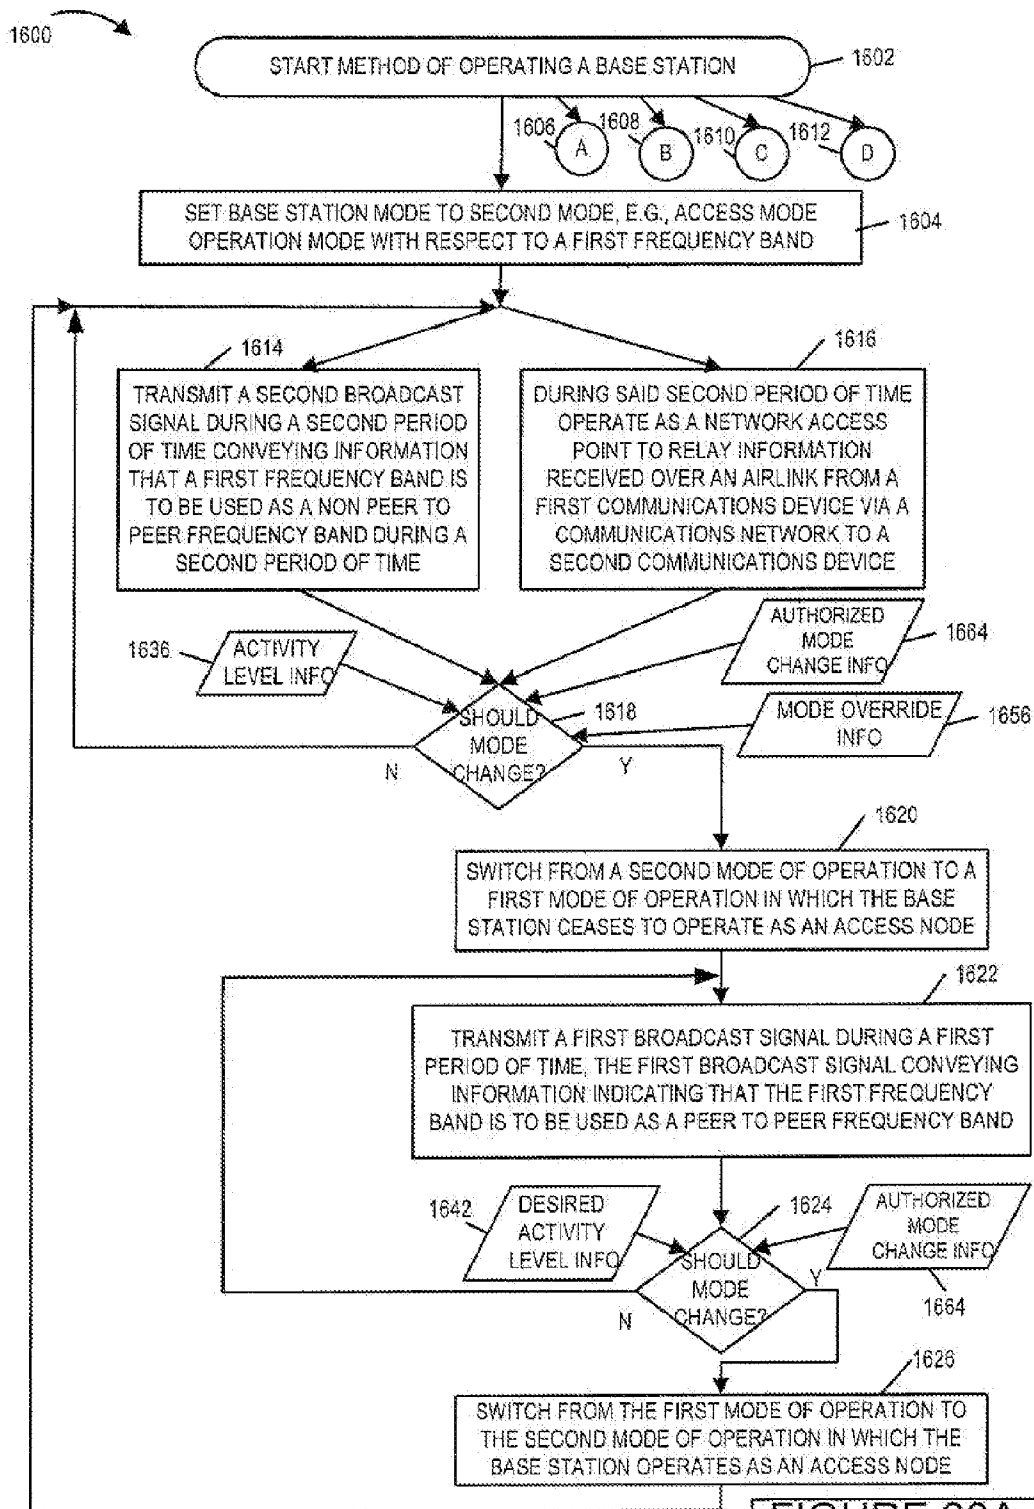 1600
START METHOD OF OPERATING A BASE STATION
1602
1606
A
1608
B
1610
C
1612
D
SET BASE STATION MODE TO SECOND MODE, E.G., ACCESS MODE
OPERATION MODE WITH RESPECT TO A FIRST FREQUENCY BAND
1604
1614
TRANSMIT A SECOND BROADCAST
SIGNAL DURING A SECOND PERIOD
OF TIME CONVEYING INFORMATION
THAT A FIRST FREQUENCY BAND IS
TO BE USED AS A NON PEER TO
PEER FREQUENCY BAND DURING A
SECOND PERIOD OF TIME
1616
DURING SAID SECOND PERIOD OF TIME
OPERATE AS A NETWORK ACCESS
POINT TO RELAY INFORMATION
RECEIVED OVER AN AIRLINK FROM A
FIRST COMMUNICATIONS DEVICE VIA A
COMMUNICATIONS NETWORK TO A
SECOND COMMUNICATIONS DEVICE
1636
ACTIVITY
LEVEL INFO
AUTHORIZED
MODE
CHANGE INFO
1664
1618
SHOULD
MODE
CHANGE?
MODE OVERRIDE
INFO
1656
N
Y
1620
SWITCH FROM A SECOND MODE OF OPERATION TO A
FIRST MODE OF OPERATION IN WHICH THE BASE
STATION CEASES TO OPERATE AS AN ACCESS NODE
1622
TRANSMIT A FIRST BROADCAST SIGNAL DURING A FIRST
PERIOD OF TIME, THE FIRST BROADCAST SIGNAL CONVEYING
INFORMATION INDICATING THAT THE FIRST FREQUENCY
BAND IS TO BE USED AS A PEER TO PEER FREQUENCY BAND
1642
DESIRED
ACTIVITY
LEVEL INFO
1624
SHOULD
MODE
CHANGE?
AUTHORIZED
MODE
CHANGE INFO
1664
N
Y
1626
SWITCH FROM THE FIRST MODE OF OPERATION TO
THE SECOND MODE OF OPERATION IN WHICH THE
BASE STATION OPERATES AS AN ACCESS NODE
FIGURE